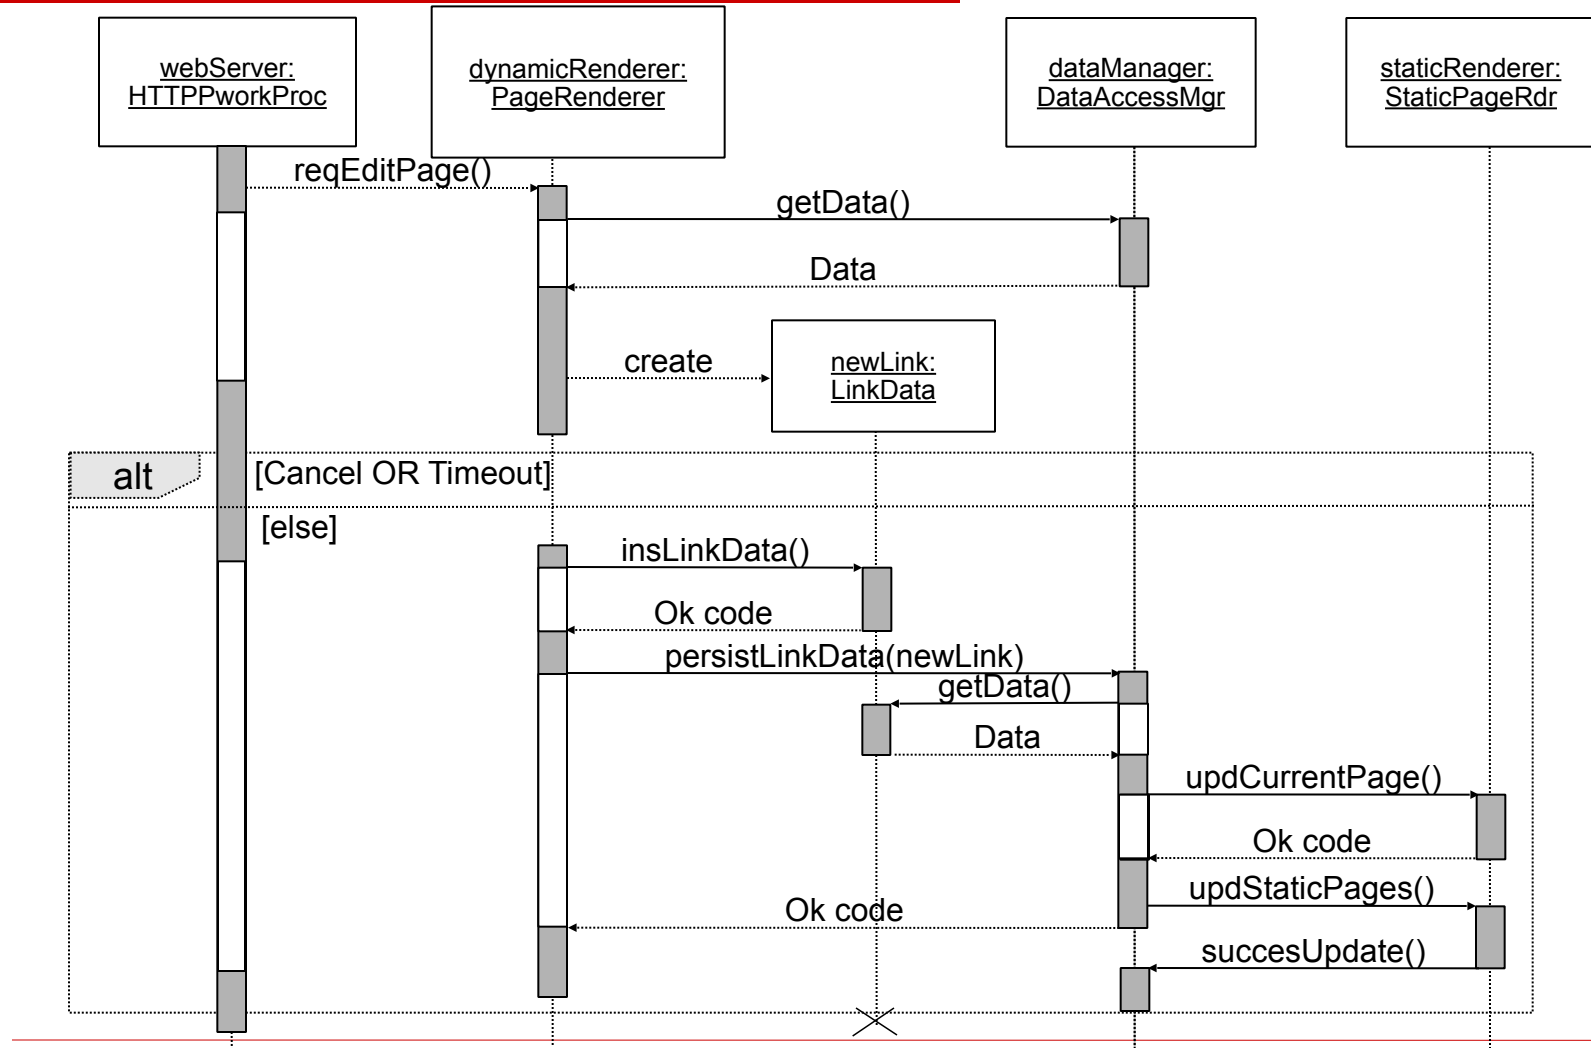 webServer:
HTTPPworkProc
dynamicRenderer:
PageRenderer
dataManager:
DataAccessMgr
staticRenderer:
StaticPageRdr
reqEditPage()
getData()
Data
create
newLink:
LinkData
alt
[Cancel OR Timeout]
[else]
insLinkData()
Ok code
persistLinkData(newLink)
getData()
Data
updCurrentPage()
Ok code
updStaticPages()
Ok code
succesUpdate()